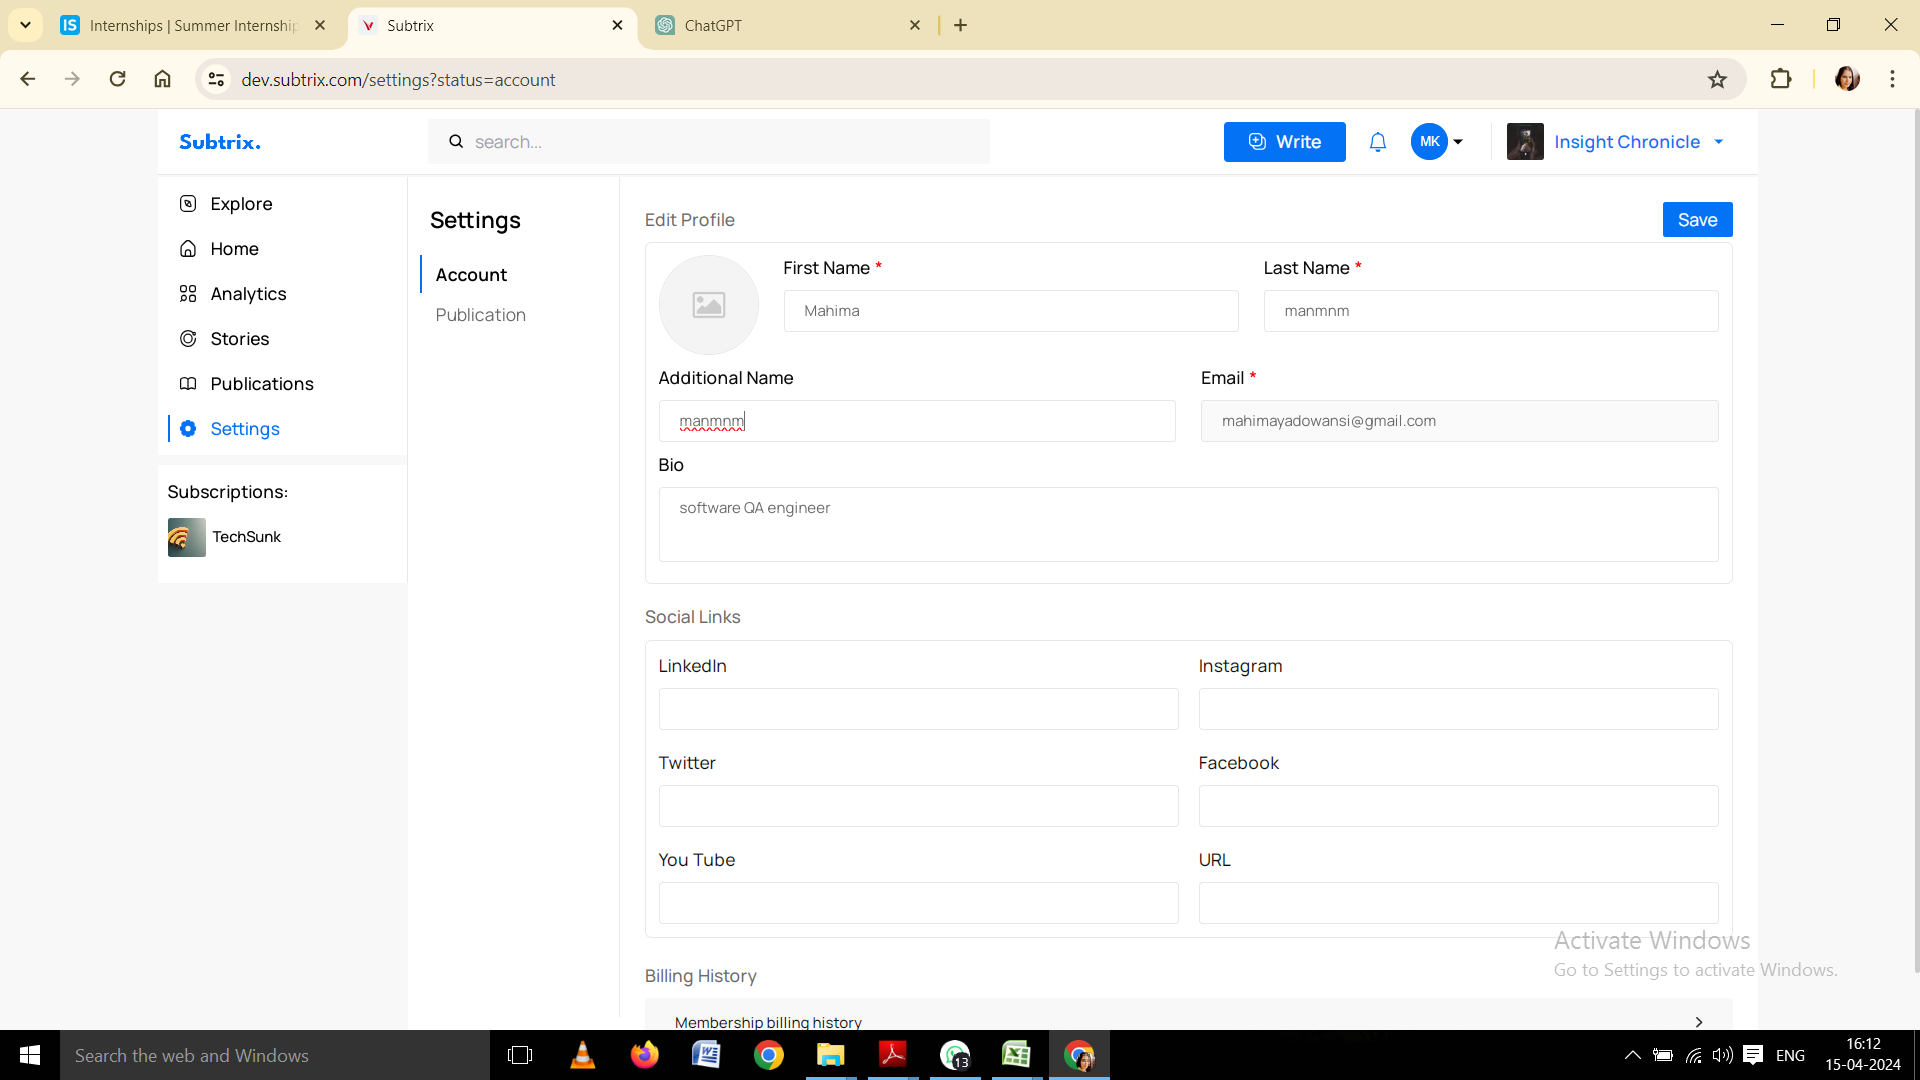 Internships | Summer Internship
Subtrix
ChatGPT
dev.subtrix.com/settings?status=account
Subtrix.
search...
Write
MK
Insight Chronicle
Explore
Home
Analytics
Stories
Publications
Settings
Subscriptions:
TechSunk
Settings
Account
Publication
Edit Profile
Save
First Name *
Last Name *
Mahima
manmnm
Additional Name
Email *
manmnm
mahimayadowansi@gmail.com
Bio
software QA engineer
Social Links
LinkedIn
Instagram
Twitter
Facebook
You Tube
URL
Activate Windows
Go to Settings to activate Windows.
Billing History
Membership billing history
Search the web and Windows
13
ENG
16:12
15-04-2024